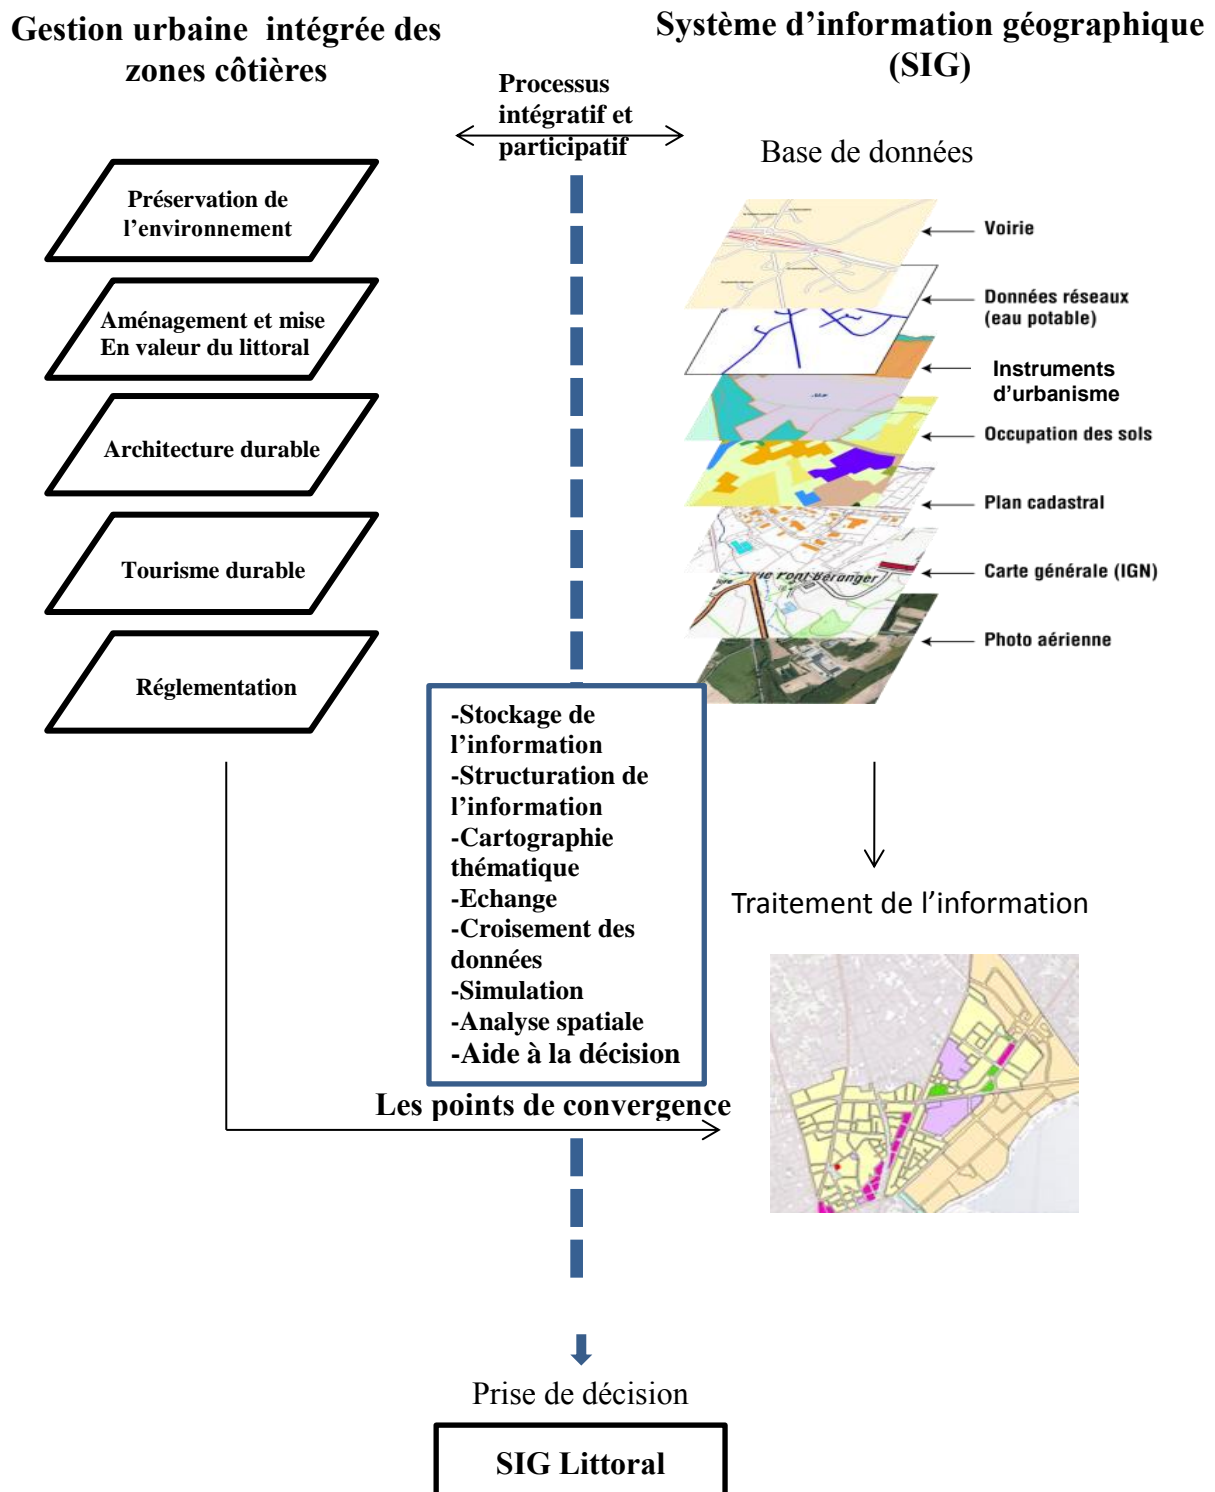 Gestion urbaine intégrée des
zones côtières
Système d’information géographique
(SIG)
Processus
intégratif et
participatif
Base de données
Préservation de
l’environnement
Aménagement et mise
En valeur du littoral
Architecture durable
Tourisme durable
Réglementation
Voirie
Données réseaux
(eau potable)
Instruments
d’urbanisme
Occupation des sols
Plan cadastral
Carte générale (IGN)
Photo aérienne
le Pont Béranger
-Stockage de
l’information
-Structuration de
l’information
-Cartographie
thématique
-Echange
-Croisement des
données
-Simulation
-Analyse spatiale
-Aide à la décision
Les points de convergence
Traitement de l’information
Prise de décision
SIG Littoral